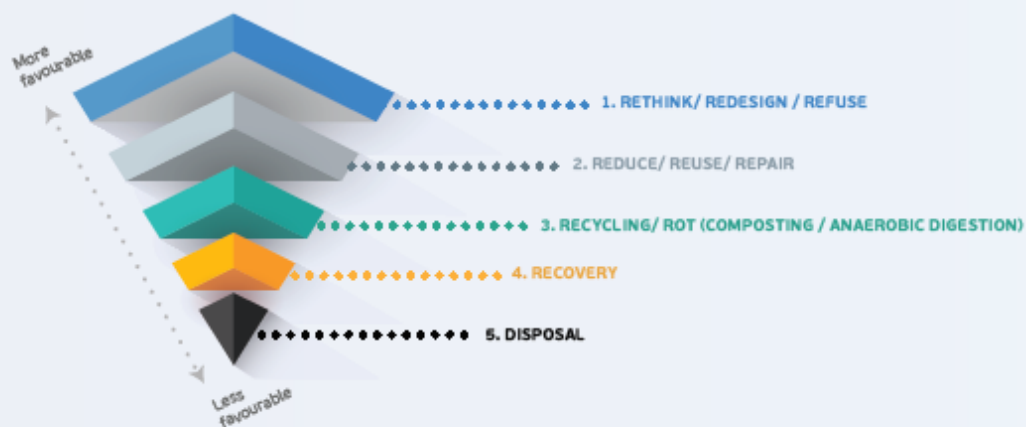 More
favourable
1. RETHINK/ REDESIGN / REFUSE
2. REDUCE/ REUSE/ REPAIR
3. RECYCLING/ ROT (COMPOSTING / ANAEROBIC DIGESTION)
4. RECOVERY
5. DISPOSAL
Less
favourable